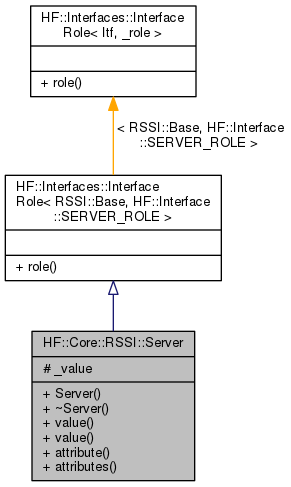 HF::Interfaces::Interface
Role< Itf, _role >
+ role()
< RSSI::Base, HF::Interface
::SERVER_ROLE >
HF::Interfaces::Interface
Role< RSSI::Base, HF::Interface
::SERVER_ROLE >
+ role()
HF::Core::RSSI::Server
# _value
+ Server()
+ ~Server()
+ value()
+ value()
+ attribute()
+ attributes()